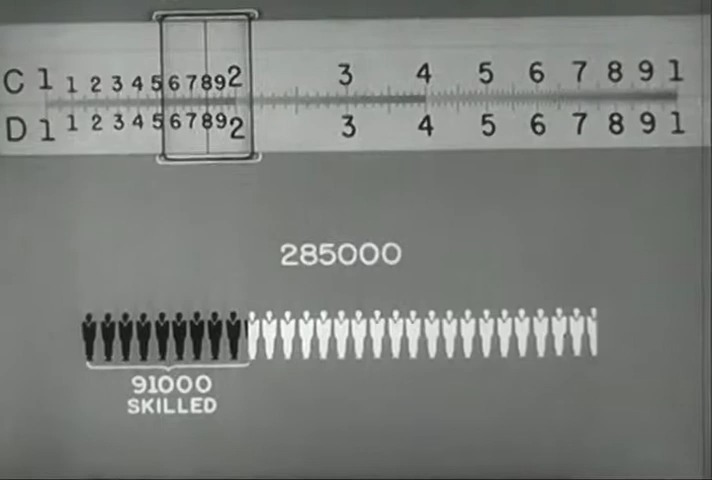 C 1 1 2 3 4 5 6 7 8 9 2 3 4 5 6 7 8 9 1
D 1 1 2 3 4 5 6 7 8 9 2 3 4 5 6 7 8 9 1
285000
91000
SKILLED